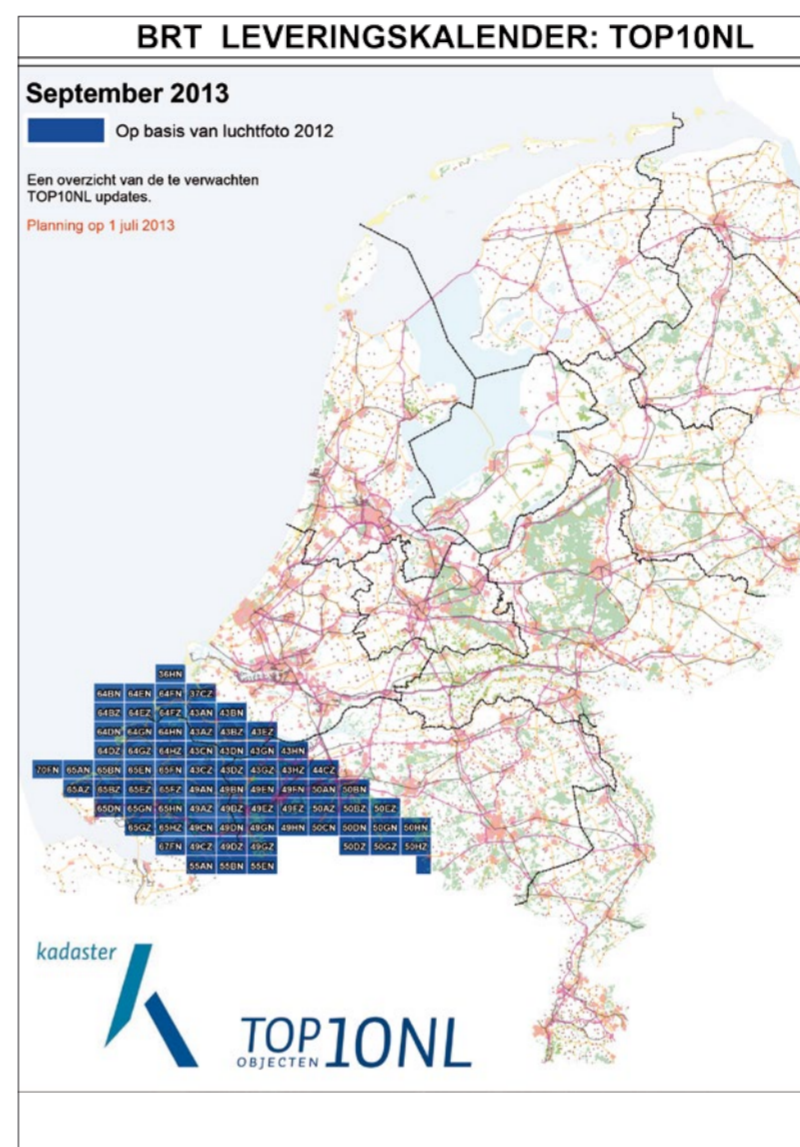 BRT LEVERINGSKALENDER: TOP10NL
September 2013
Op basis van luchtfoto 2012
Een overzicht van de te verwachten
TOP10NL updates.
Planning op 1 juli 2013
36HN
64BN 64EN 64FN 37CZ
64BZ 64EZ 64FZ 43AN 43BN
64DN 64GN 64HN 43AZ 43BZ 43EZ
64DZ 64GZ 64HZ 43CN 43DN 43GN 43HN
70FN 65AN 65BN 65EN 65FN 43CZ 43DZ 43GZ 43HZ 44CZ
65AZ 65BZ 65EZ 65FZ 49AN 49BN 49EN 49FN 50AN 50BN
65DN 65GN 65HN 49AZ 49BZ 49EZ 49FZ 50AZ 50BZ 50EZ
65GZ 65HZ 49CN 49DN 49GN 49HN 50CN 50DN 50GN 50HN
67FN 49CZ 49DZ 49GZ 50DZ 50GZ 50HZ
55AN 55BN 55EN
kadaster
TOP10NL
OBJECTEN